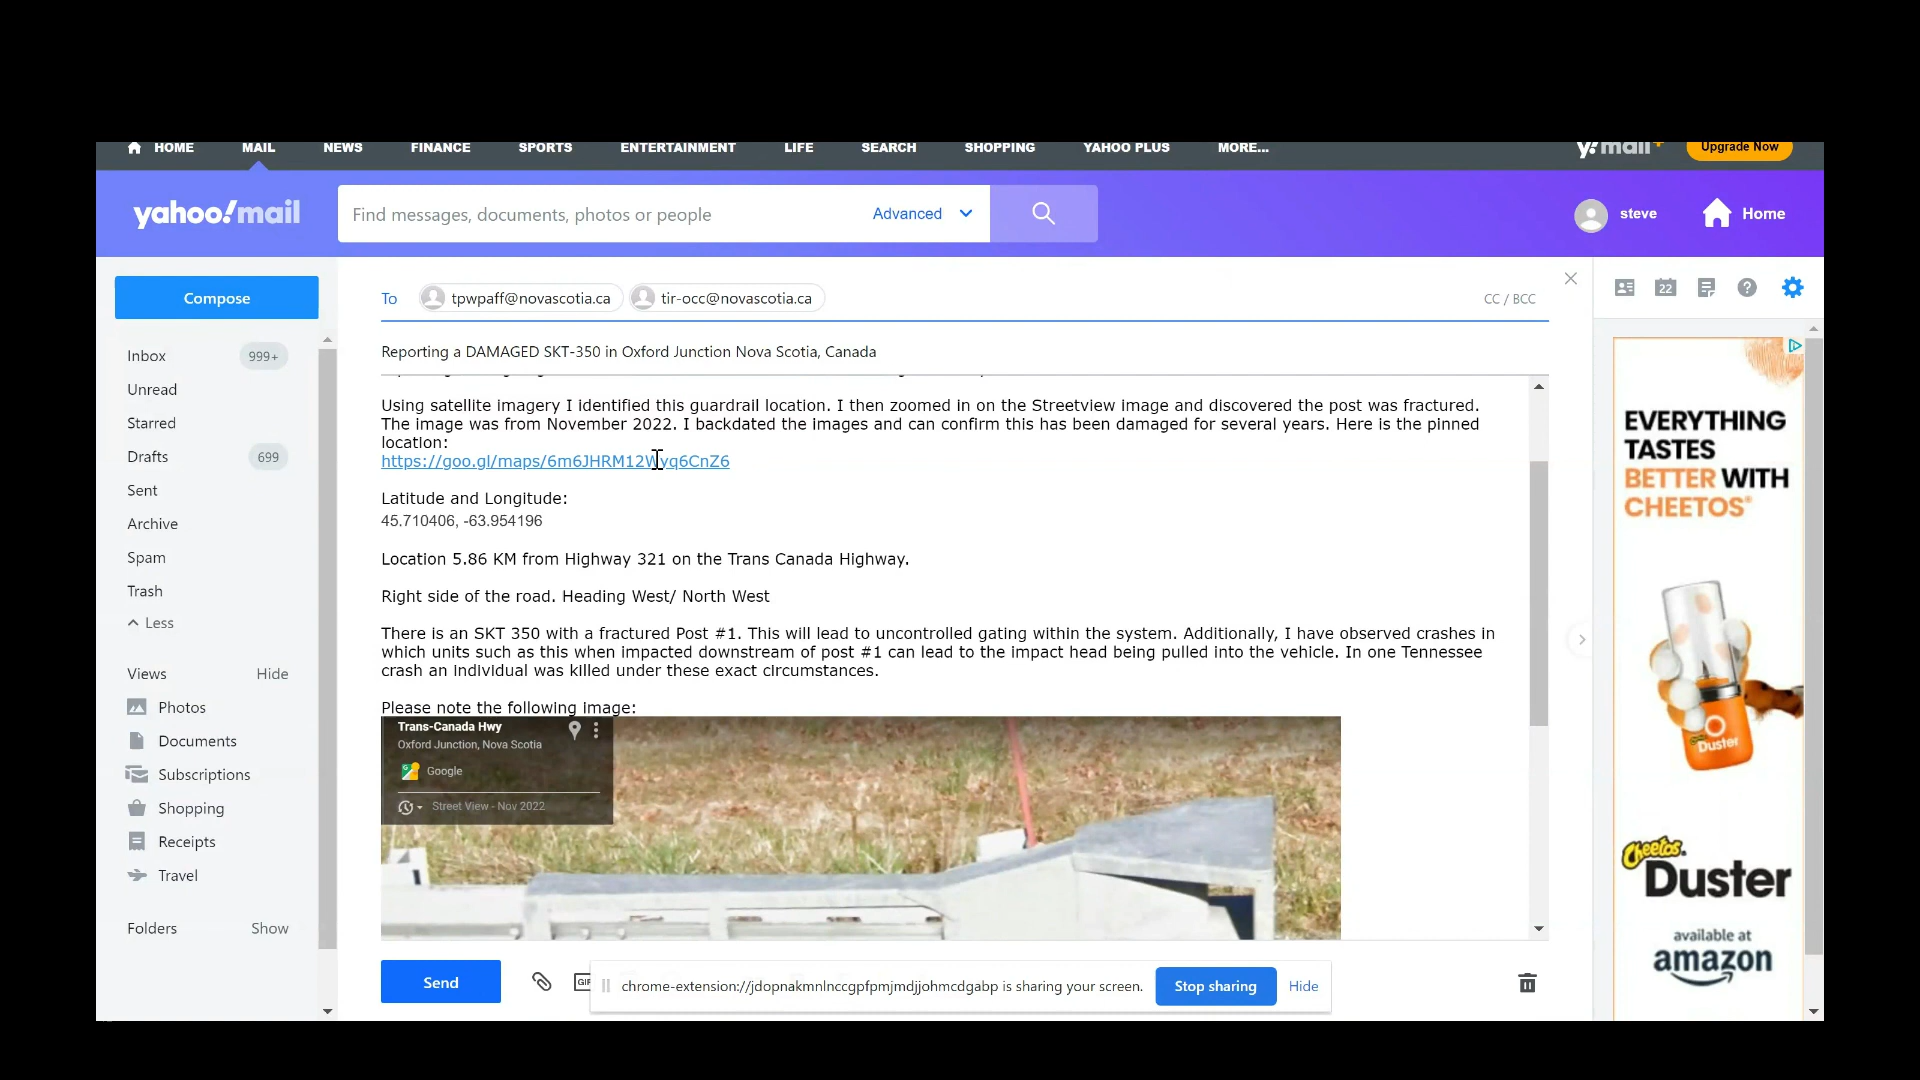 HOME MAIL NEWS FINANCE SPORTS ENTERTAINMENT LIFE SEARCH SHOPPING YAHOO PLUS MORE... y!mail+ Upgrade Now
yahoo!mail Find messages, documents, photos or people Advanced steve Home
Compose
To tpwpaff@novascotia.ca tir-occ@novascotia.ca CC / BCC
22
Reporting a DAMAGED SKT-350 in Oxford Junction Nova Scotia, Canada
Inbox 999+
Unread
Starred
Drafts 699
Sent
Archive
Spam
Trash
Less
Views Hide
Photos
Documents
Subscriptions
Shopping
Receipts
Travel
Folders Show
Using satellite imagery I identified this guardrail location. I then zoomed in on the Streetview image and discovered the post was fractured.
The image was from November 2022. I backdated the images and can confirm this has been damaged for several years. Here is the pinned
location:
https://goo.gl/maps/6m6JHRM12Wyq6CnZ6
Latitude and Longitude:
45.710406, -63.954196
Location 5.86 KM from Highway 321 on the Trans Canada Highway.
Right side of the road. Heading West/ North West
There is an SKT 350 with a fractured Post #1. This will lead to uncontrolled gating within the system. Additionally, I have observed crashes in
which units such as this when impacted downstream of post #1 can lead to the impact head being pulled into the vehicle. In one Tennessee
crash an individual was killed under these exact circumstances.
Please note the following image:
Trans-Canada Hwy
Oxford Junction, Nova Scotia
Google
Street View - Nov 2022
Send GIF
chrome-extension://jdopnakmnlnccgpfpmjmdjjohmcdgabp is sharing your screen. Stop sharing Hide
EVERYTHING
TASTES
BETTER WITH
CHEETOS®
Duster
Cheetos
Duster
available at
amazon